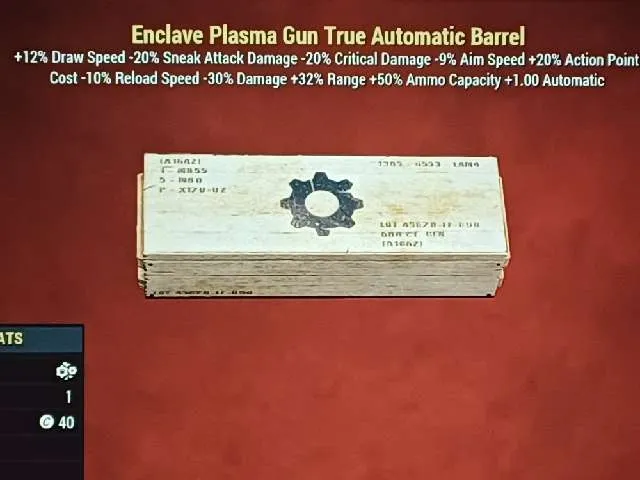 Enclave Plasma Gun True Automatic Barrel
+12% Draw Speed -20% Sneak Attack Damage -20% Critical Damage -9% Aim Speed +20% Action Point
Cost -10% Reload Speed -30% Damage +32% Range +50% Ammo Capacity +1.00 Automatic
(A16A2)
ATS
1
C 40